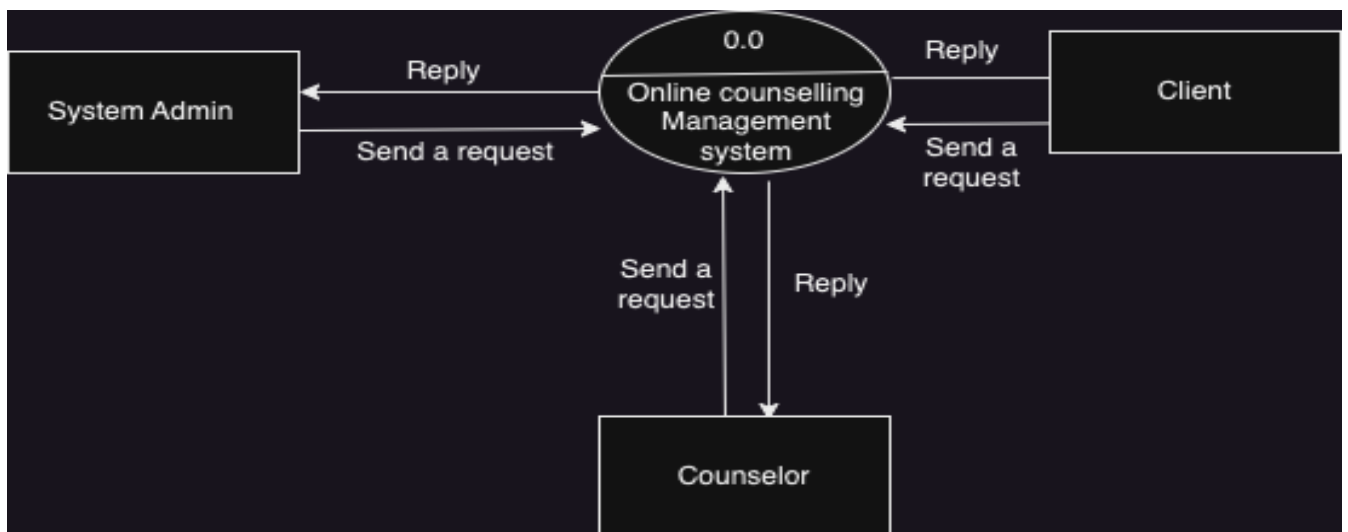 0.0
Reply
Reply
System Admin
Online counselling
Management
system
Client
Send a request
Send a
request
Send a
request
Reply
Counselor